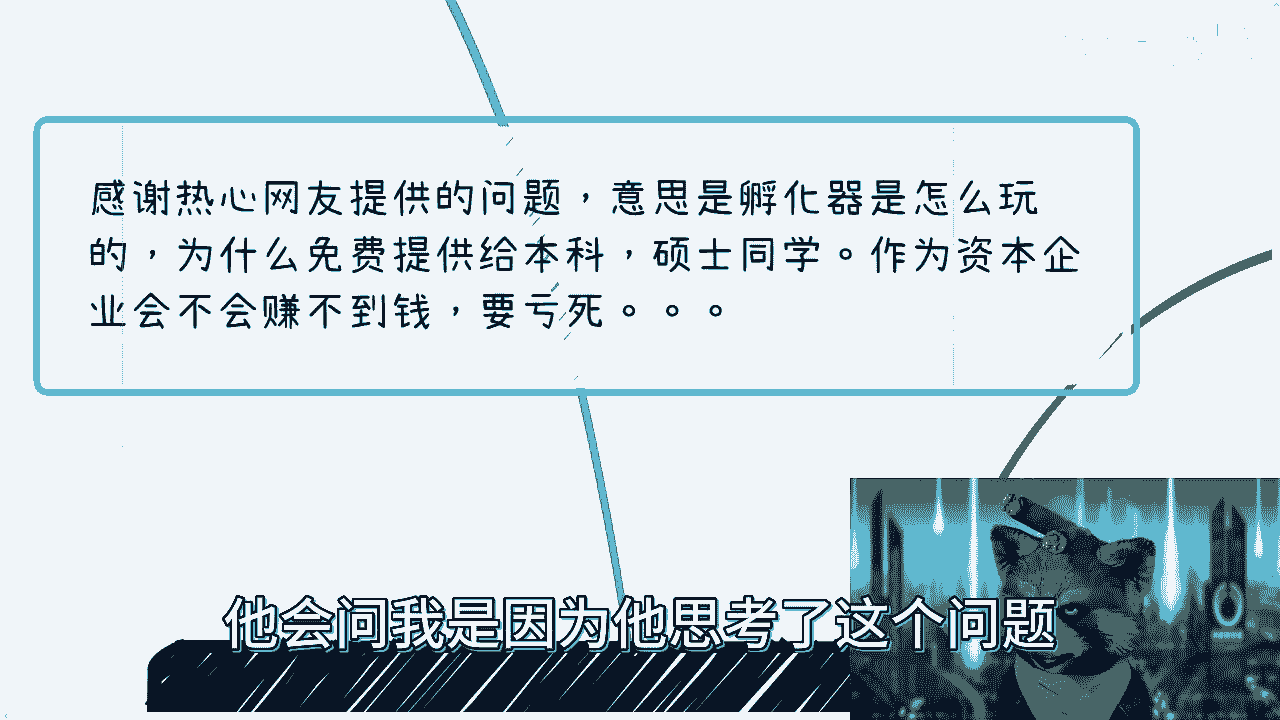 感谢热心网友提供的问题，意思是孵化器是怎么玩
的，为什么免费提供给本科，硕士同学。作为资本企
业会不会赚不到钱，要亏死。。。
他会问我是因为他思考了这个问题